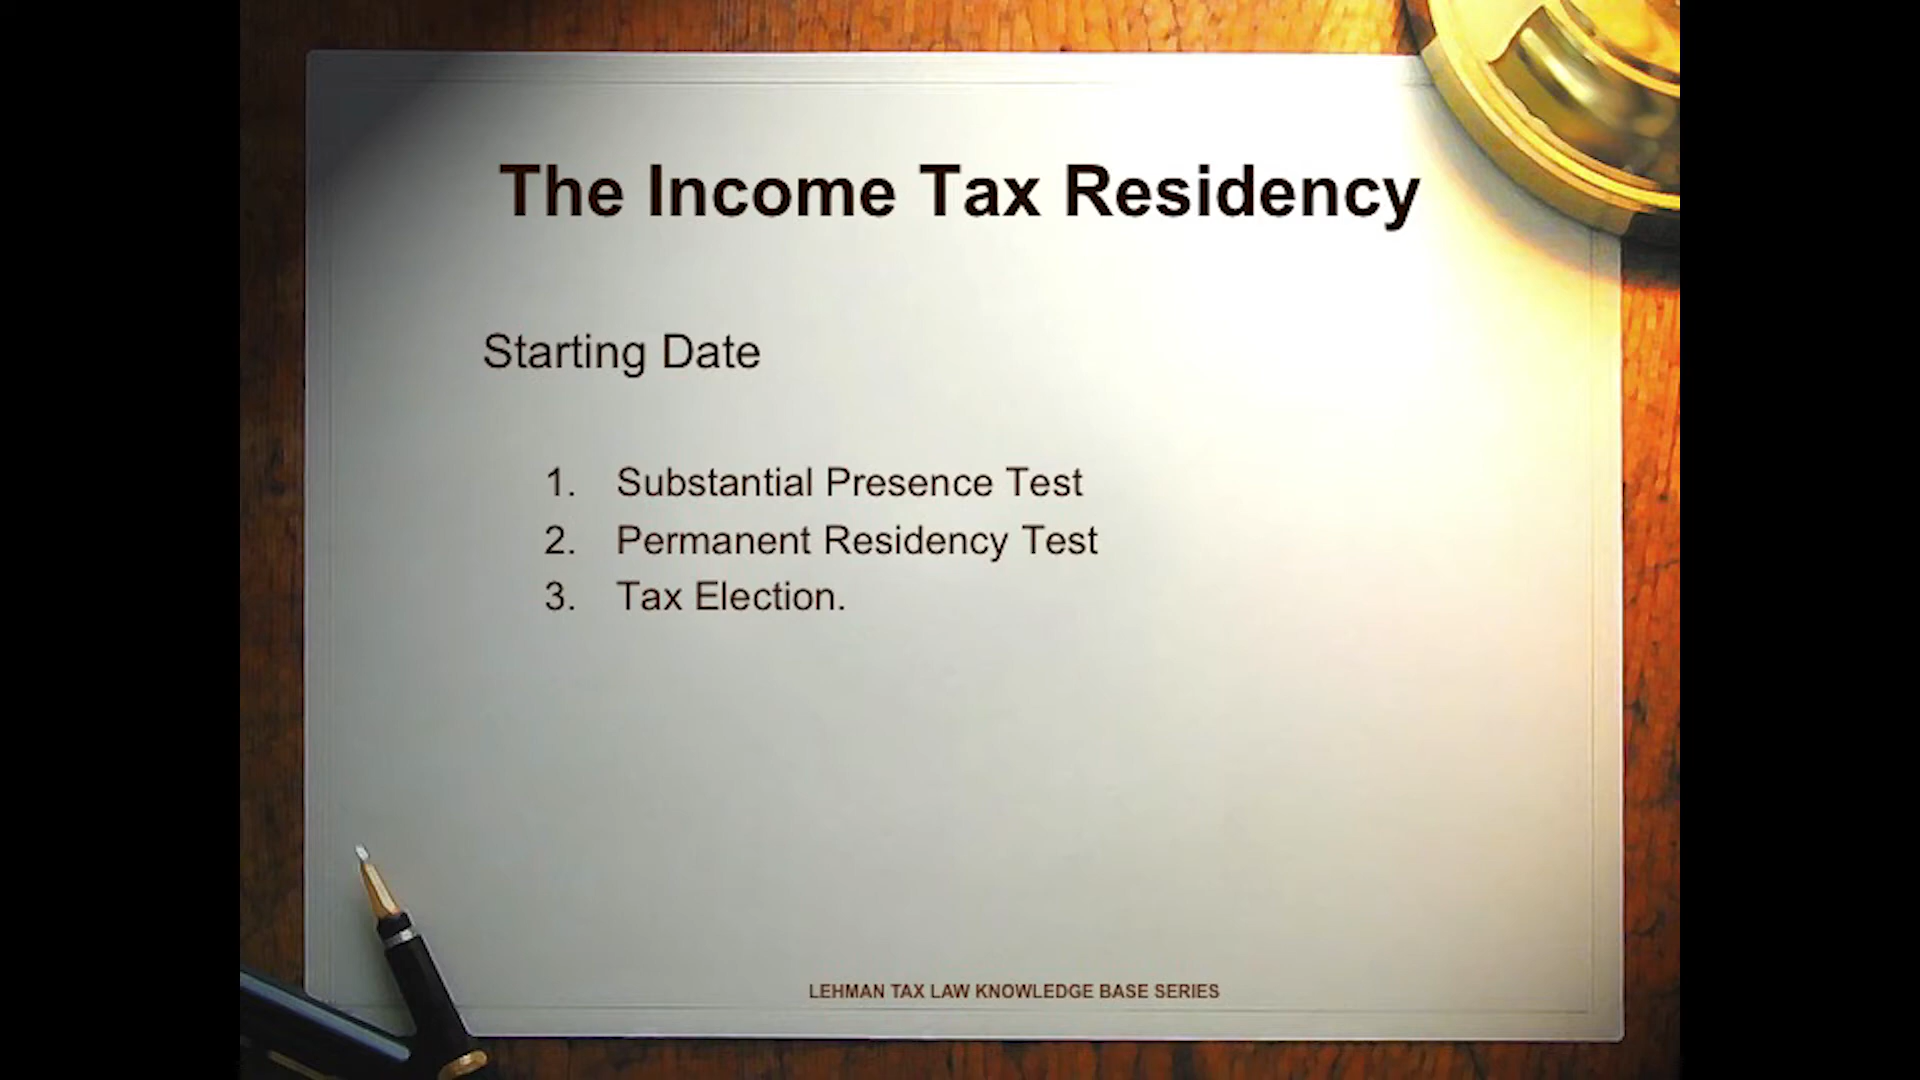 The Income Tax Residency
Starting Date
1. Substantial Presence Test
2. Permanent Residency Test
3. Tax Election.
LEHMAN TAX LAW KNOWLEDGE BASE SERIES